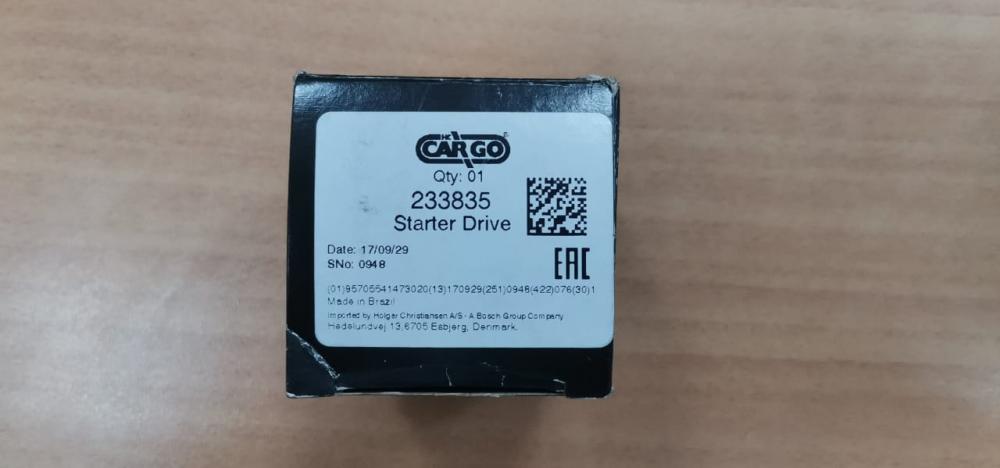 HC
CARGO
Qty: 01
233835
Starter Drive
Date: 17/09/29
SNo: 0948
EAC
(01)95705541473020(13)170929(251)0948(422)076(30)1
Made in Brazil
Imported by Holger Christiansen A/S - A Bosch Group Company
Hedelundvej 13,6705 Esbjerg, Denmark.